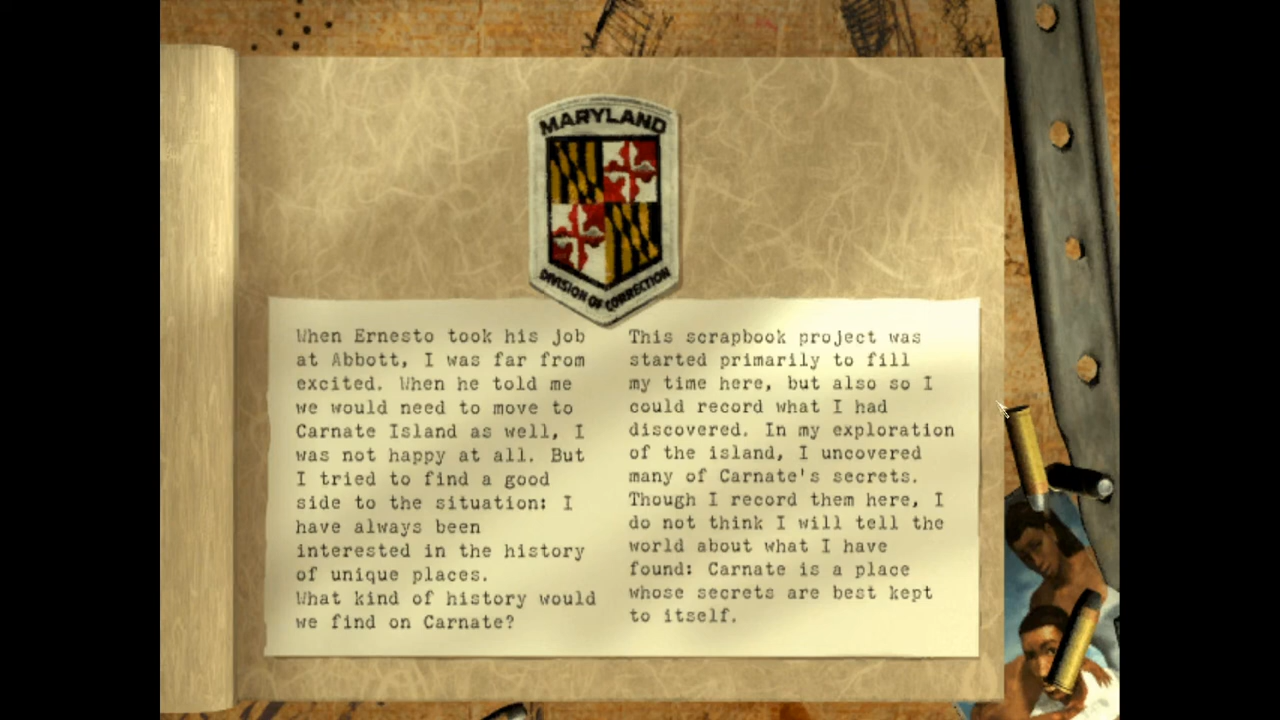 MARYLAND
DIVISION OF CORRECTION
When Ernesto took his job
at Abbott, I was far from
excited. When he told me
we would need to move to
Carnate Island as well, I
was not happy at all. But
I tried to find a good
side to the situation: I
have always been
interested in the history
of unique places.
What kind of history would
we find on Carnate?
This scrapbook project was
started primarily to fill
my time here, but also so I
could record what I had
discovered. In my exploration
of the island, I uncovered
many of Carnate's secrets.
Though I record them here, I
do not think I will tell the
world about what I have
found: Carnate is a place
whose secrets are best kept
to itself.